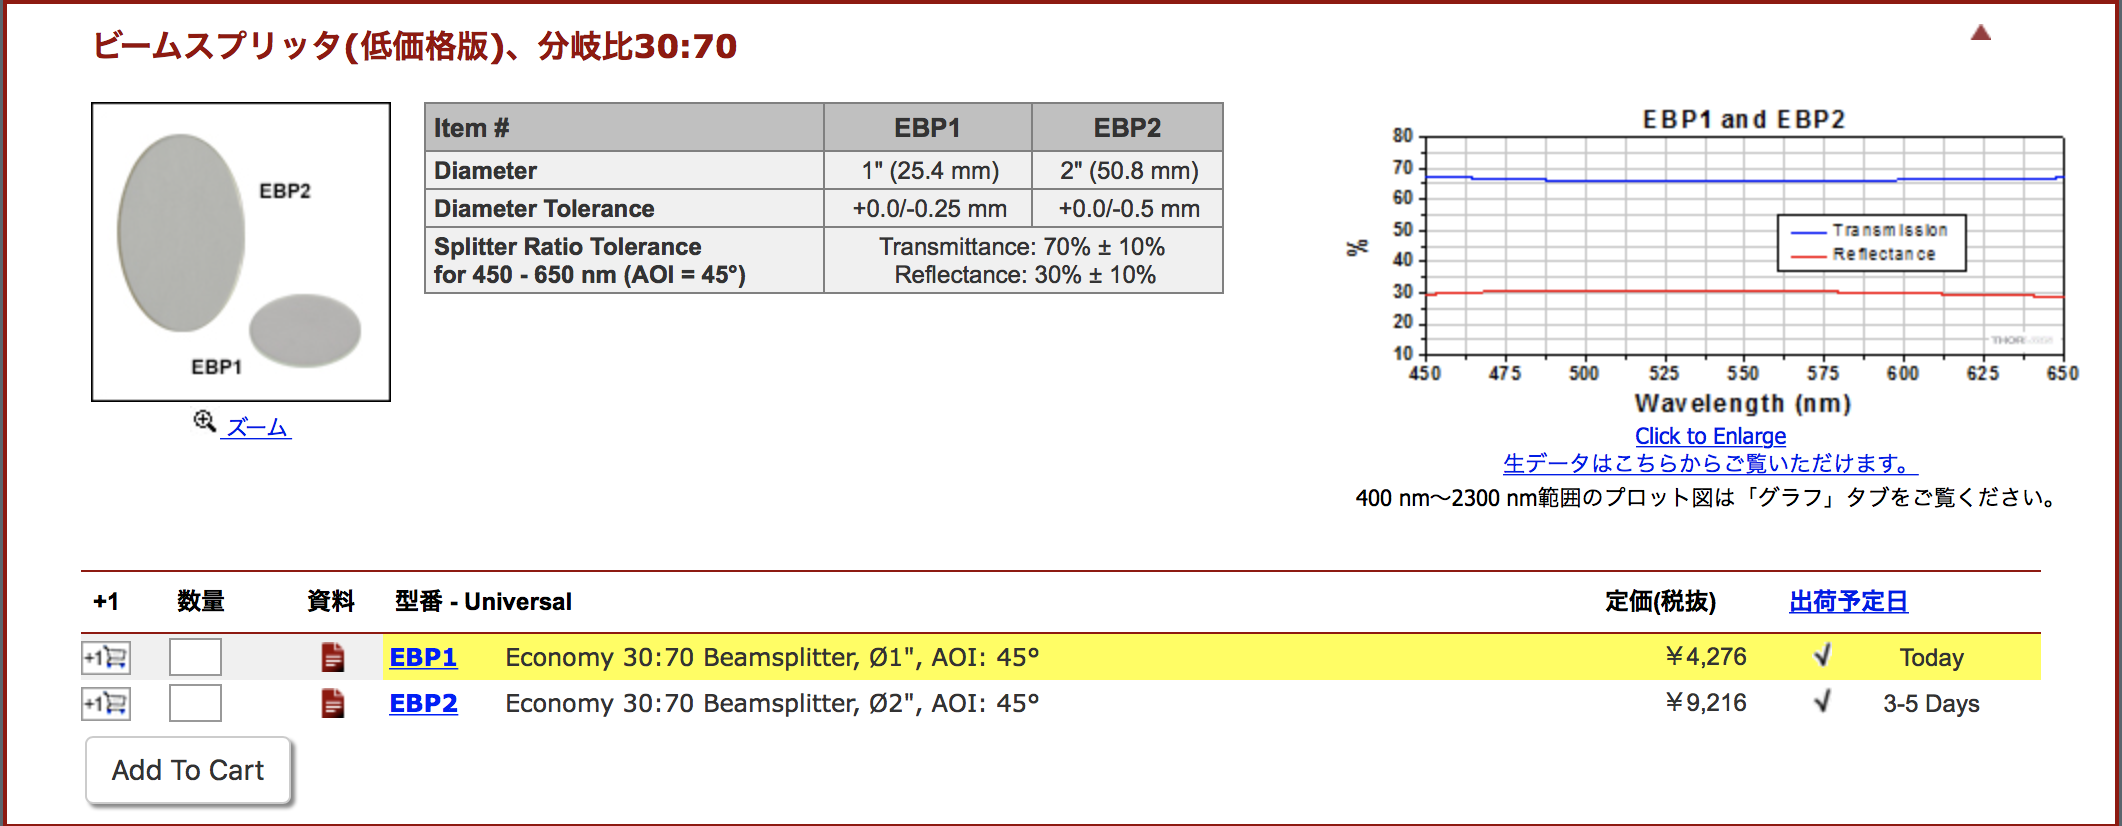 ビームスプリッタ(低価格版)、分岐比30:70
EBP2
EBP1
ズーム
Item # EBP1 EBP2
Diameter 1" (25.4 mm) 2" (50.8 mm)
Diameter Tolerance +0.0/-0.25 mm +0.0/-0.5 mm
Splitter Ratio Tolerance
for 450 - 650 nm (AOI = 45°)
Transmittance: 70% ± 10%
Reflectance: 30% ± 10%
EBP1 and EBP2
80
70
60
50
40
30
20
10
%
Transmission
Reflectance
THORLABS
450 475 500 525 550 575 600 625 650
Wavelength (nm)
Click to Enlarge
生データはこちらからご覧いただけます。
400 nm～2300 nm範囲のプロット図は「グラフ」タブをご覧ください。
+1 数量 資料 型番 - Universal 定価(税抜) 出荷予定日
+1 EBP1 Economy 30:70 Beamsplitter, Ø1", AOI: 45° ￥4,276 Today
+1 EBP2 Economy 30:70 Beamsplitter, Ø2", AOI: 45° ￥9,216 3-5 Days
Add To Cart